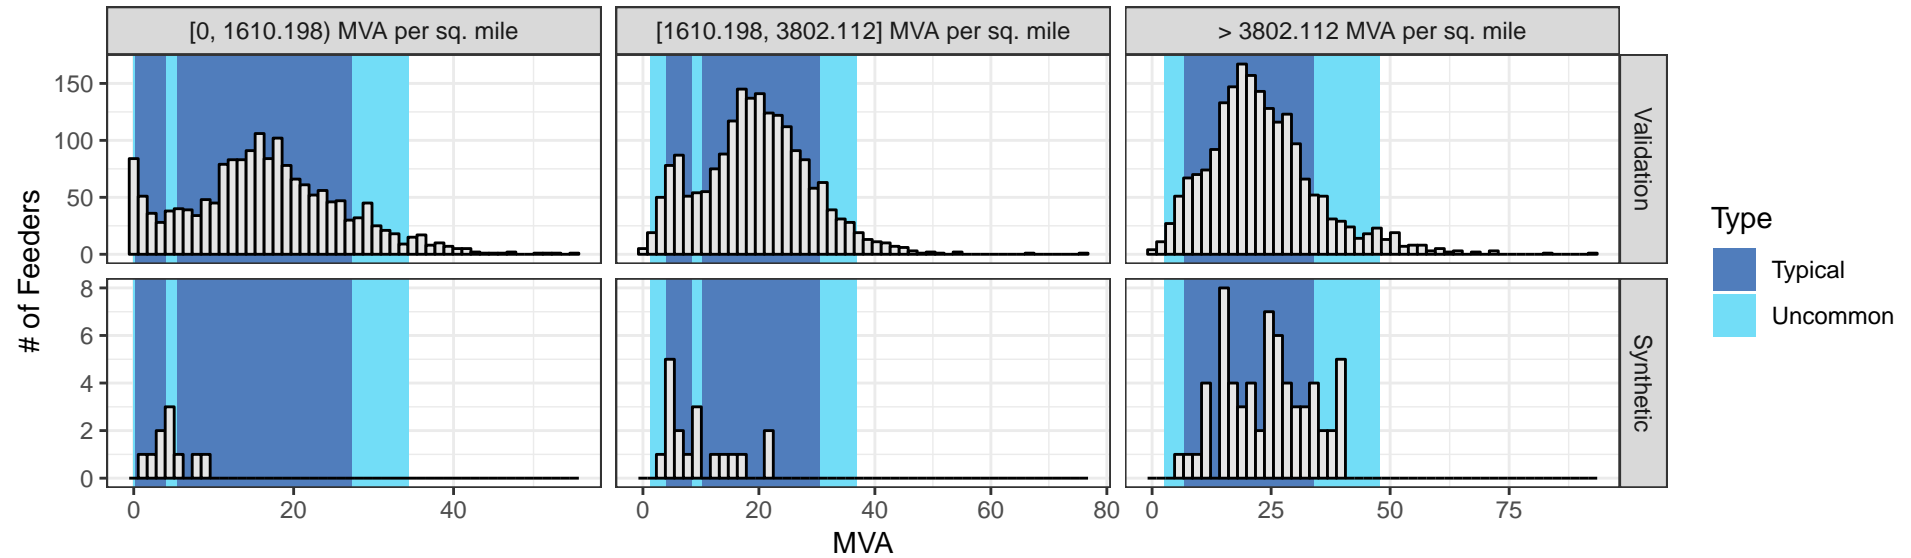 [0, 1610.198) MVA per sq. mile
[1610.198, 3802.112] MVA per sq. mile
> 3802.112 MVA per sq. mile
# of Feeders
150
100
50
0
Validation
8
6
4
2
0
Synthetic
0 20 40
0 20 40 60 80
0 25 50 75
MVA
Type
Typical
Uncommon